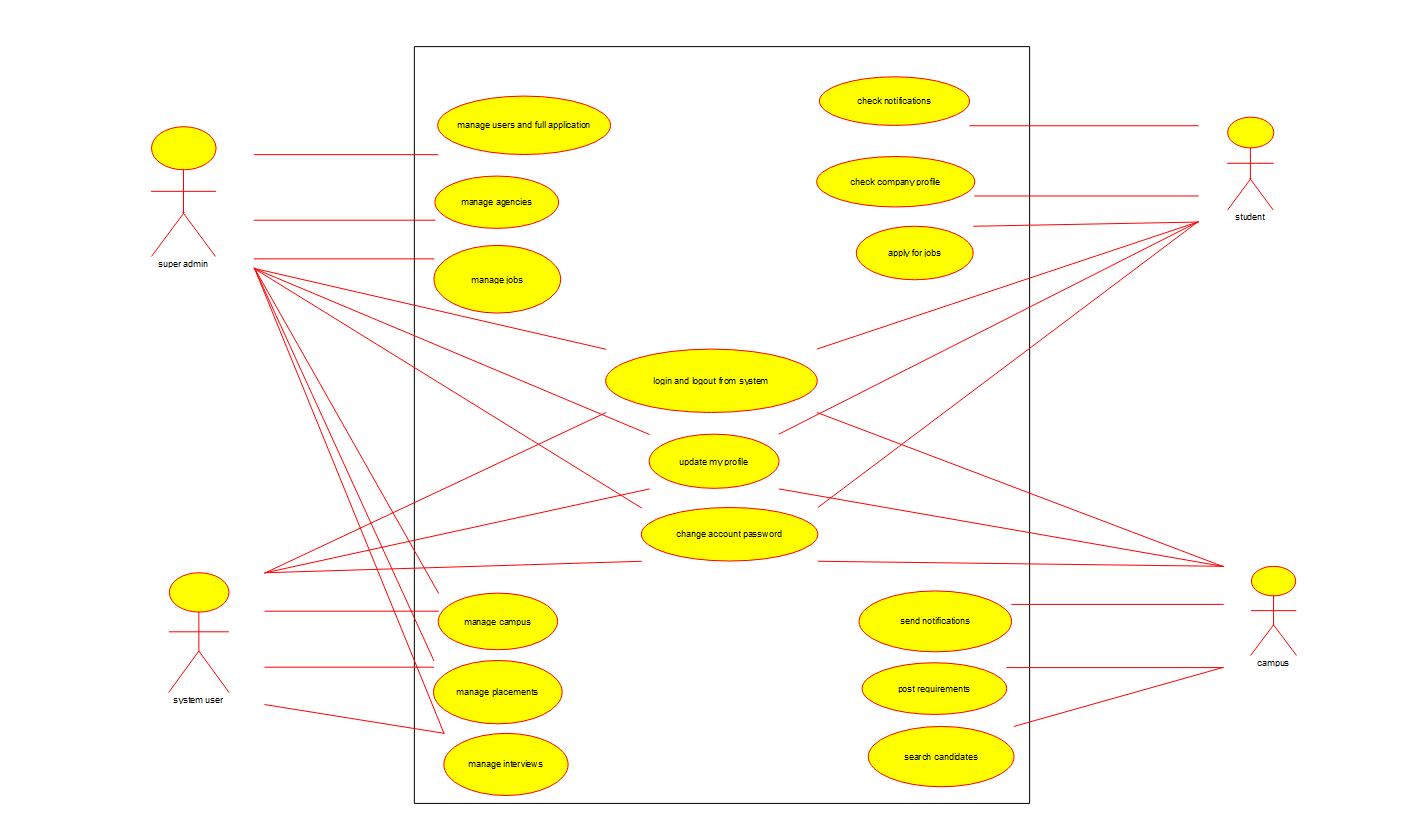 check notifications
manage users and full application
check company profile
manage agencies
student
apply for jobs
super admin
manage jobs
login and logout from system
update my profile
change account password
manage campus
send notifications
campus
post requirements
manage placements
system user
search candidates
manage interviews